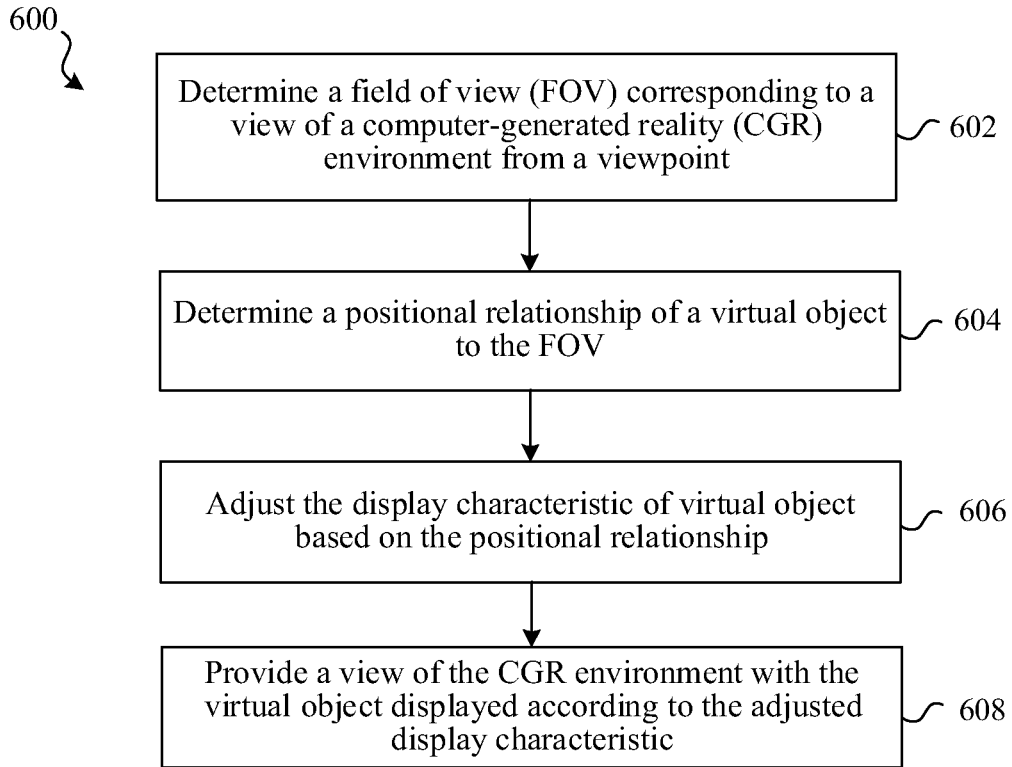 600
Determine a field of view (FOV) corresponding to a
view of a computer-generated reality (CGR)
environment from a viewpoint
602
Determine a positional relationship of a virtual object
to the FOV
604
Adjust the display characteristic of virtual object
based on the positional relationship
606
Provide a view of the CGR environment with the
virtual object displayed according to the adjusted
display characteristic
608